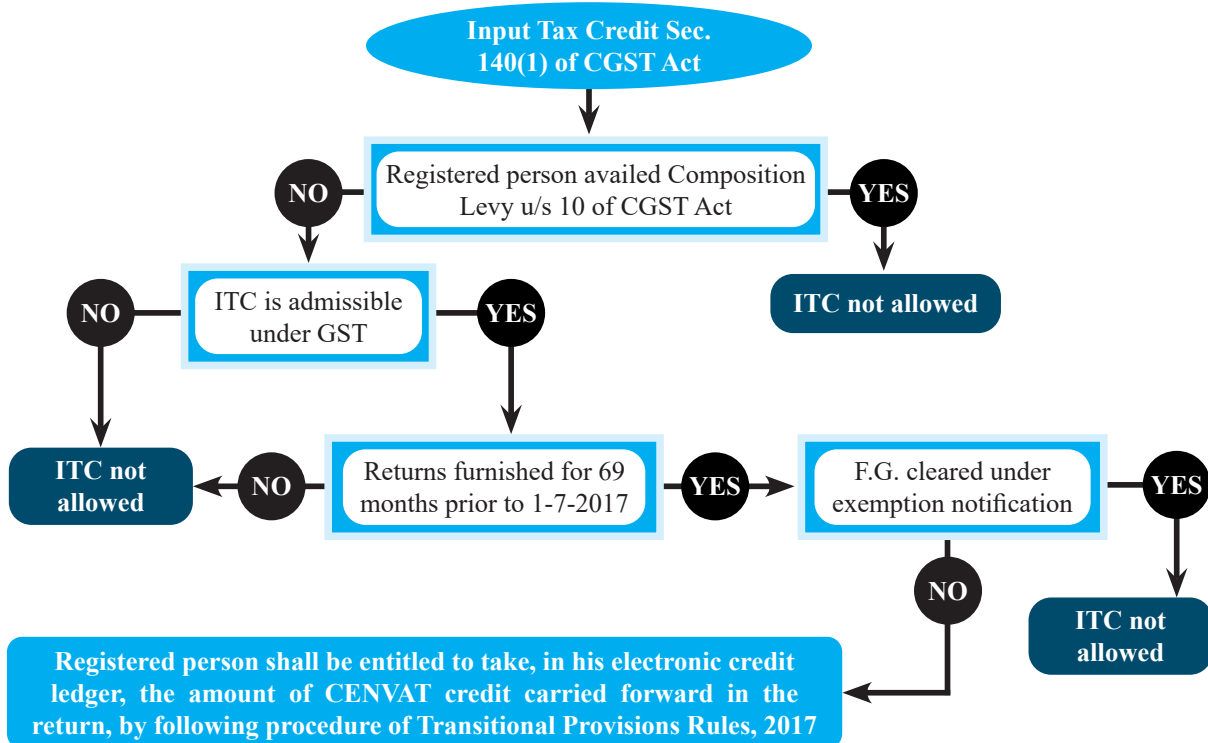 Input Tax Credit Sec.
140(1) of CGST Act
Registered person availed Composition
Levy u/s 10 of CGST Act
NO
YES
ITC is admissible
under GST
NO
YES
ITC not allowed
ITC not
allowed
NO
Returns furnished for 69
months prior to 1-7-2017
YES
F.G. cleared under
exemption notification
YES
NO
ITC not
allowed
Registered person shall be entitled to take, in his electronic credit
ledger, the amount of CENVAT credit carried forward in the
return, by following procedure of Transitional Provisions Rules, 2017